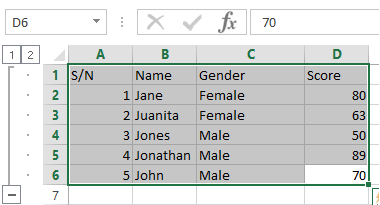 D6 fx 70
1 2 A B C D
1 S/N Name Gender Score
2 1 Jane Female 80
3 2 Juanita Female 63
4 3 Jones Male 50
5 4 Jonathan Male 89
6 5 John Male 70
7